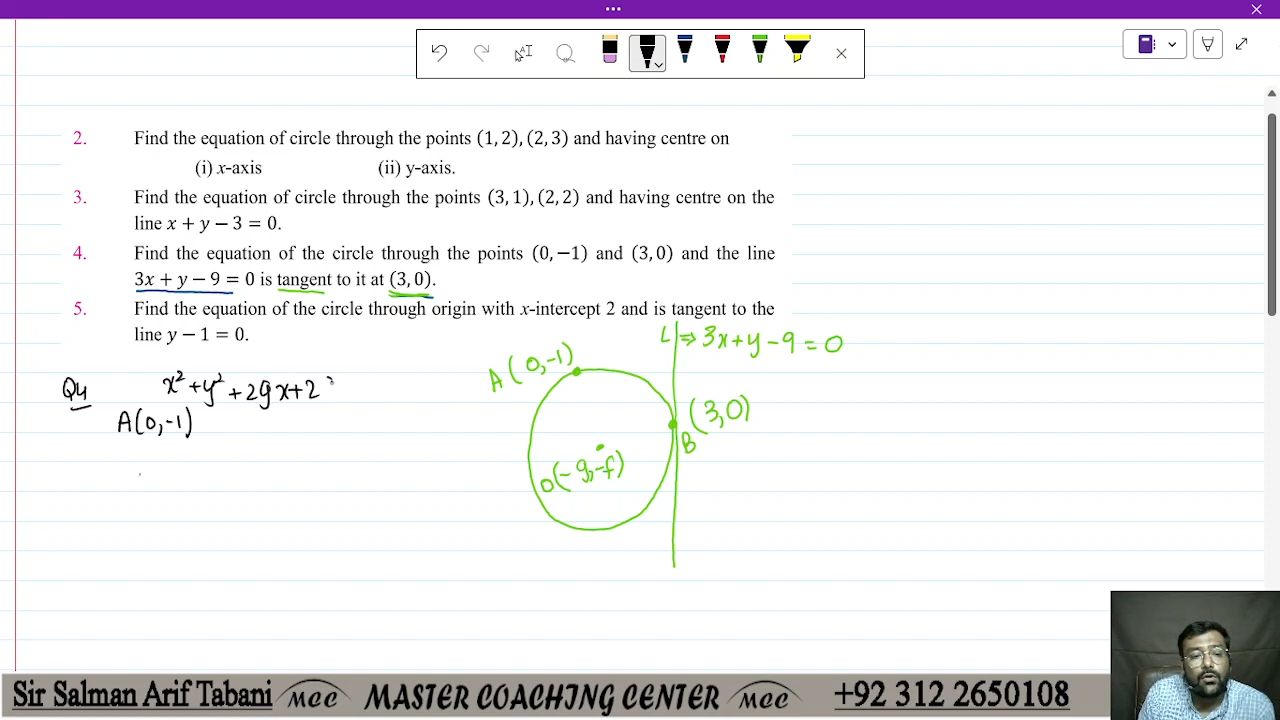 2. Find the equation of circle through the points (1, 2), (2, 3) and having centre on
(i) x-axis (ii) y-axis.
3. Find the equation of circle through the points (3, 1), (2, 2) and having centre on the
line x + y − 3 = 0.
4. Find the equation of the circle through the points (0, −1) and (3, 0) and the line
3x + y − 9 = 0 is tangent to it at (3, 0).
5. Find the equation of the circle through origin with x-intercept 2 and is tangent to the
line y − 1 = 0.
L ⇒ 3x + y − 9 = 0
A (0, −1)
Q4 x² + y² + 2gx + 2
A(0, −1)
(3, 0)
B
O(−g, −f)
Sir Salman Arif Tabani MCC MASTER COACHING CENTER MCC +92 312 2650108